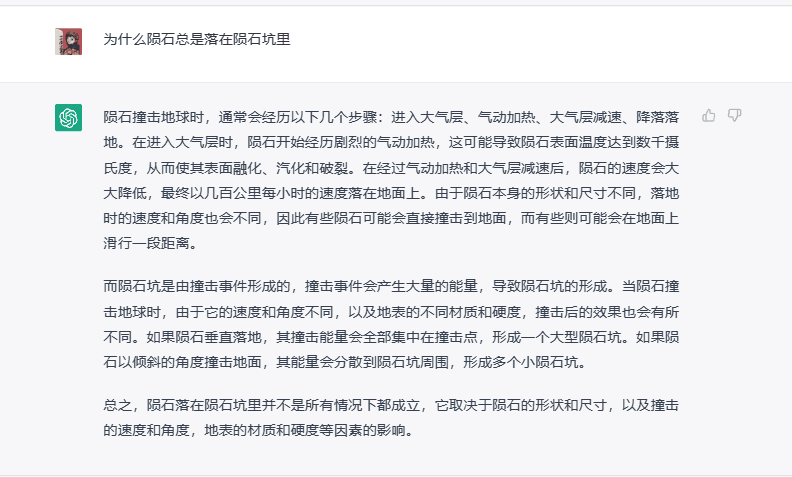 为什么陨石总是落在陨石坑里
陨石撞击地球时，通常会经历以下几个步骤：进入大气层、气动加热、大气层减速、降落落
地。在进入大气层时，陨石开始经历剧烈的气动加热，这可能导致陨石表面温度达到数千摄
氏度，从而使其表面融化、汽化和破裂。在经过气动加热和大气层减速后，陨石的速度会大
大降低，最终以几百公里每小时的速度落在地面上。由于陨石本身的形状和尺寸不同，落地
时的速度和角度也会不同，因此有些陨石可能会直接撞击到地面，而有些则可能会在地面上
滑行一段距离。
而陨石坑是由撞击事件形成的，撞击事件会产生大量的能量，导致陨石坑的形成。当陨石撞
击地球时，由于它的速度和角度不同，以及地表的不同材质和硬度，撞击后的效果也会有所
不同。如果陨石垂直落地，其撞击能量会全部集中在撞击点，形成一个大型陨石坑。如果陨
石以倾斜的角度撞击地面，其能量会分散到陨石坑周围，形成多个小陨石坑。
总之，陨石落在陨石坑里并不是所有情况下都成立，它取决于陨石的形状和尺寸，以及撞击
的速度和角度，地表的材质和硬度等因素的影响。